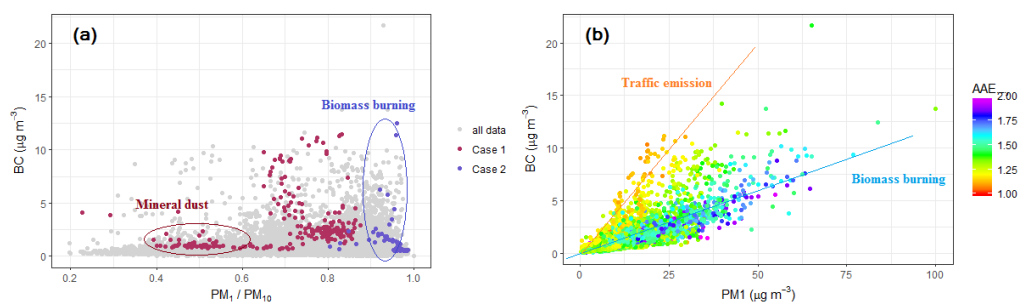 (a)
BC (μg m⁻³)
20
15
10
5
0
Biomass burning
Mineral dust
0.2 0.4 0.6 0.8 1.0
PM₁ / PM₁₀
all data
Case 1
Case 2
(b)
BC (μg m⁻³)
20
15
10
5
0
Traffic emission
Biomass burning
0 25 50 75 100
PM1 (μg m⁻³)
AAE
2.00
1.75
1.50
1.25
1.00